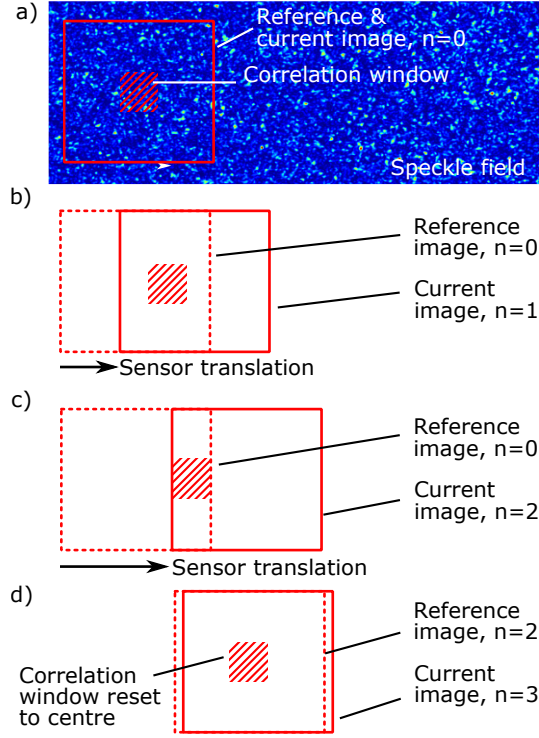 a)
Reference &
current image, n=0
Correlation window
Speckle field
b)
Reference
image, n=0
Current
image, n=1
Sensor translation
c)
Reference
image, n=0
Current
image, n=2
Sensor translation
d)
Reference
image, n=2
Correlation
window reset
to centre
Current
image, n=3